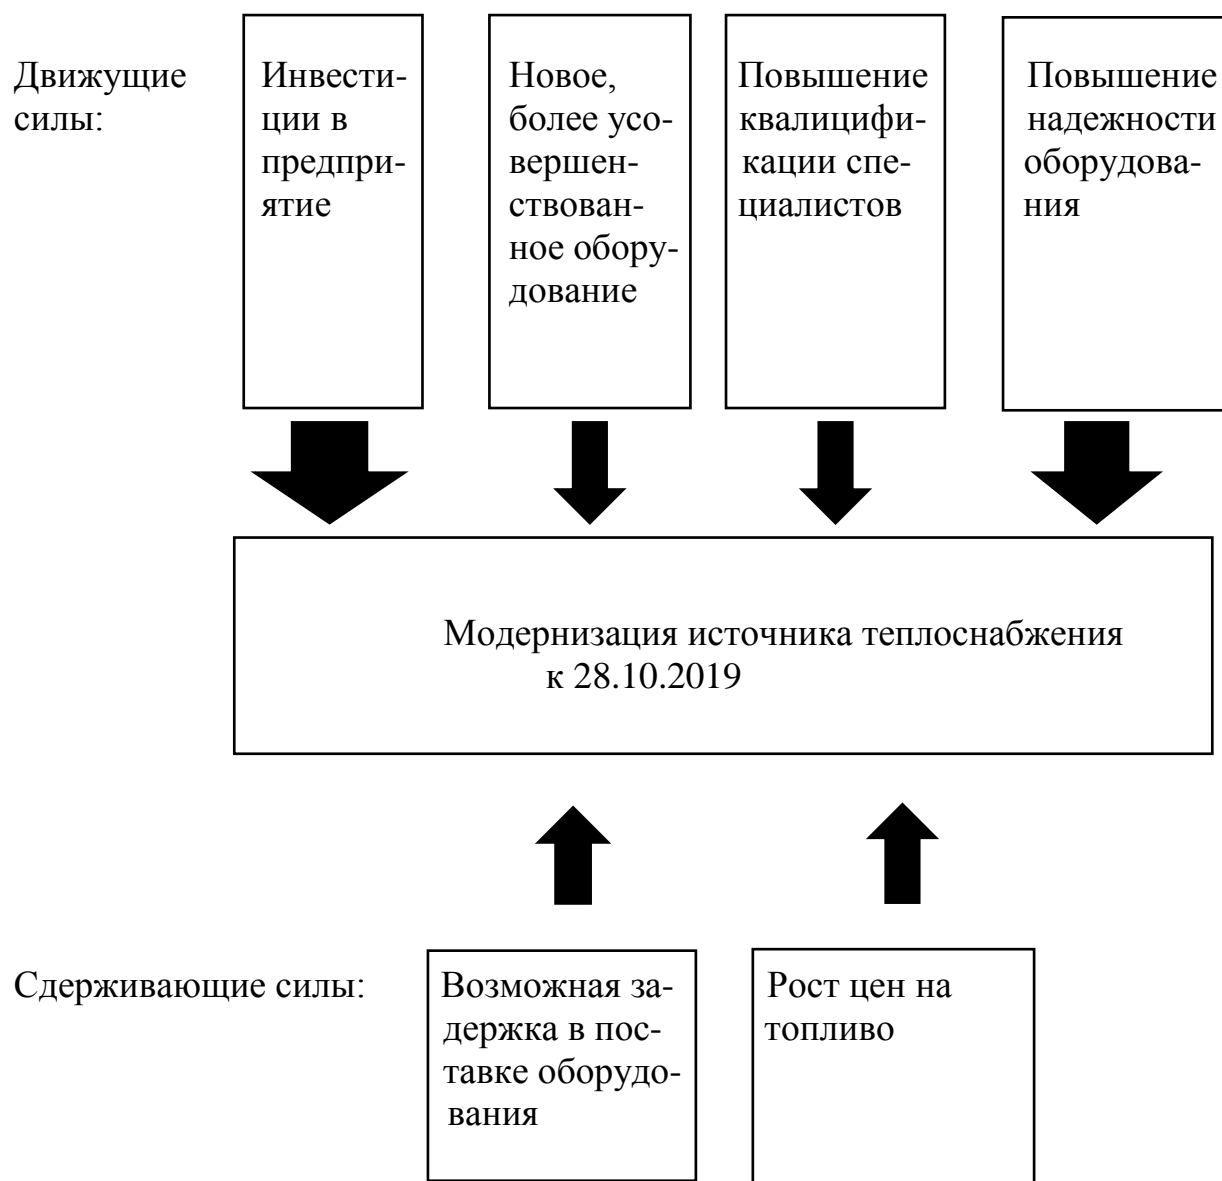 Движущие
силы:
Инвести-
ции в
предпри-
ятие
Новое,
более усо-
вершен-
ствован-
ное обору-
дование
Повышение
квалицифи-
кации спе-
циалистов
Повышение
надежности
оборудова-
ния
Модернизация источника теплоснабжения
к 28.10.2019
Сдерживающие силы:
Возможная за-
держка в пос-
тавке оборудо-
вания
Рост цен на
топливо